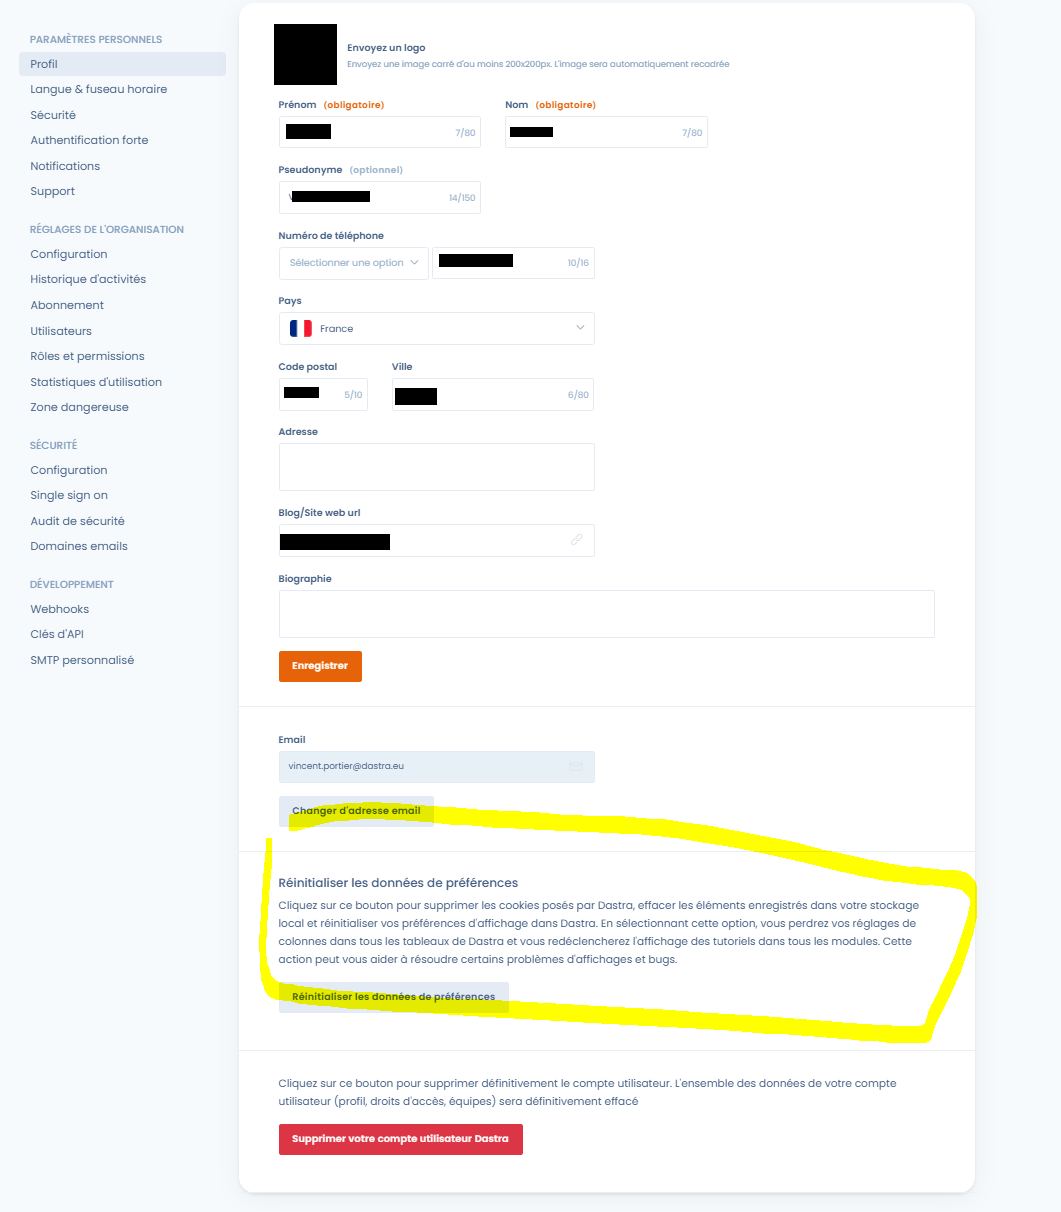 PARAMÈTRES PERSONNELS
Profil
Langue & fuseau horaire
Sécurité
Authentification forte
Notifications
Support
RÉGLAGES DE L'ORGANISATION
Configuration
Historique d'activités
Abonnement
Utilisateurs
Rôles et permissions
Statistiques d'utilisation
Zone dangereuse
SÉCURITÉ
Configuration
Single sign on
Audit de sécurité
Domaines emails
DÉVELOPPEMENT
Webhooks
Clés d'API
SMTP personnalisé
Envoyez un logo
Envoyez une image carré d'au moins 200x200px. L'image sera automatiquement recadrée
Prénom (obligatoire) Nom (obligatoire)
7/80 7/80
Pseudonyme (optionnel)
14/150
Numéro de téléphone
Sélectionner une option 10/16
Pays
France
Code postal Ville
5/10 6/80
Adresse
Blog/Site web url
Biographie
Enregistrer
Email
vincent.portier@dastra.eu
Changer d'adresse email
Réinitialiser les données de préférences
Cliquez sur ce bouton pour supprimer les cookies posés par Dastra, effacer les éléments enregistrés dans votre stockage
local et réinitialiser vos préférences d'affichage dans Dastra. En sélectionnant cette option, vous perdrez vos réglages de
colonnes dans tous les tableaux de Dastra et vous redéclencherez l'affichage des tutoriels dans tous les modules. Cette
action peut vous aider à résoudre certains problèmes d'affichages et bugs.
Réinitialiser les données de préférences
Cliquez sur ce bouton pour supprimer définitivement le compte utilisateur. L'ensemble des données de votre compte
utilisateur (profil, droits d'accès, équipes) sera définitivement effacé
Supprimer votre compte utilisateur Dastra